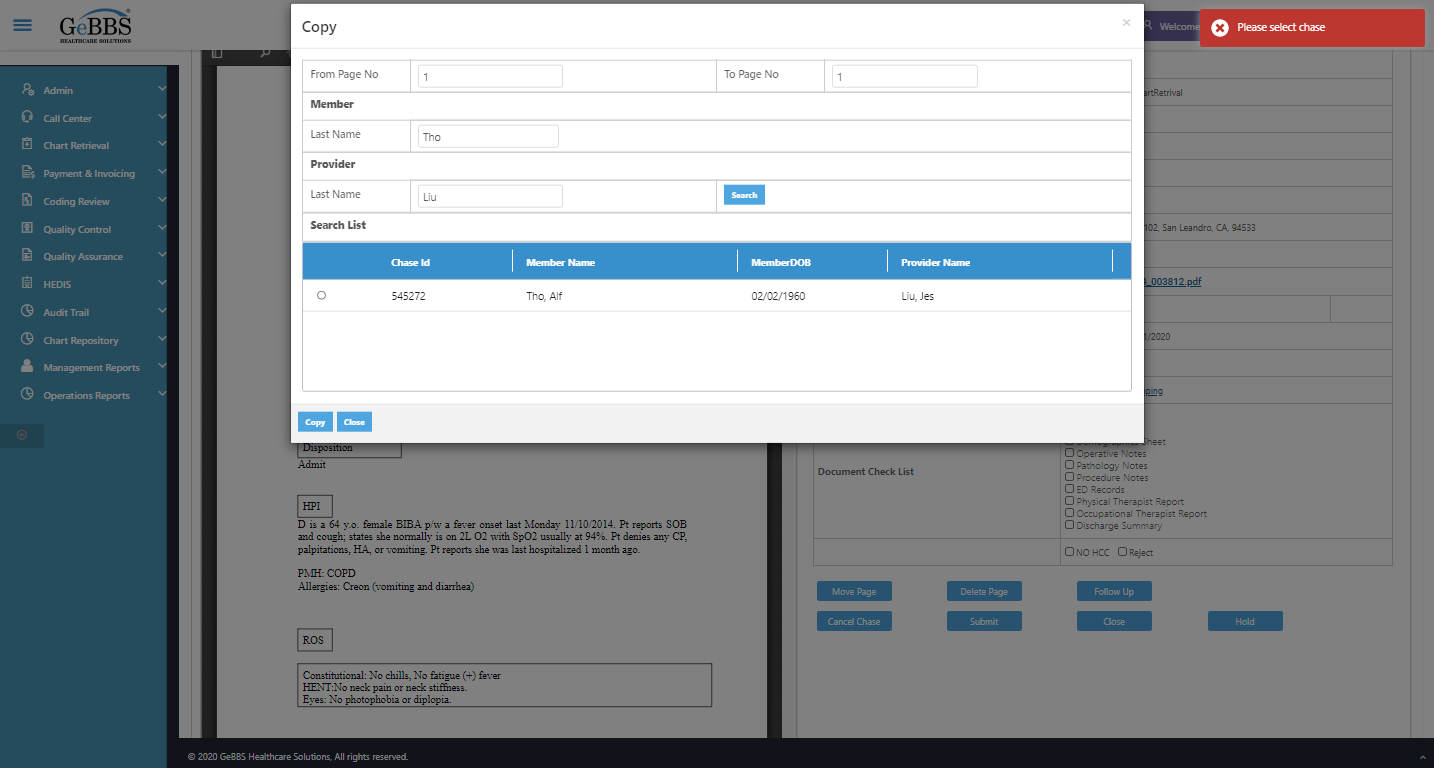 GeBBS
HEALTHCARE SOLUTIONS
Copy
×
Welcome
Please select chase
From Page No
1
To Page No
1
Member
Last Name
Tho
Provider
Last Name
Liu
Search
Search List
Chase Id
Member Name
MemberDOB
Provider Name
545272
Tho, Alf
02/02/1960
Liu, Jes
Copy
Close
Admin
Call Center
Chart Retrieval
Payment & Invoicing
Coding Review
Quality Control
Quality Assurance
HEDIS
Audit Trail
Chart Repository
Management Reports
Operations Reports
Disposition
Admit
HPI
D is a 64 y.o. female BIBA p/w a fever onset last Monday 11/10/2014. Pt reports SOB
and cough; states she normally is on 2L O2 with SpO2 usually at 94%. Pt denies any CP,
palpitations, HA, or vomiting. Pt reports she was last hospitalized 1 month ago.
PMH: COPD
Allergies: Creon (vomiting and diarrhea)
ROS
Constitutional: No chills, No fatigue (+) fever
HENT:No neck pain or neck stiffness.
Eyes: No photophobia or diplopia.
artRetrival
102, San Leandro, CA, 94533
_003812.pdf
/2020
ping
Document Check List
Demographics Sheet
Operative Notes
Pathology Notes
Procedure Notes
ED Records
Physical Therapist Report
Occupational Therapist Report
Discharge Summary
NO HCC
Reject
Move Page
Delete Page
Follow Up
Cancel Chase
Submit
Close
Hold
© 2020 GeBBS Healthcare Solutions, All rights reserved.